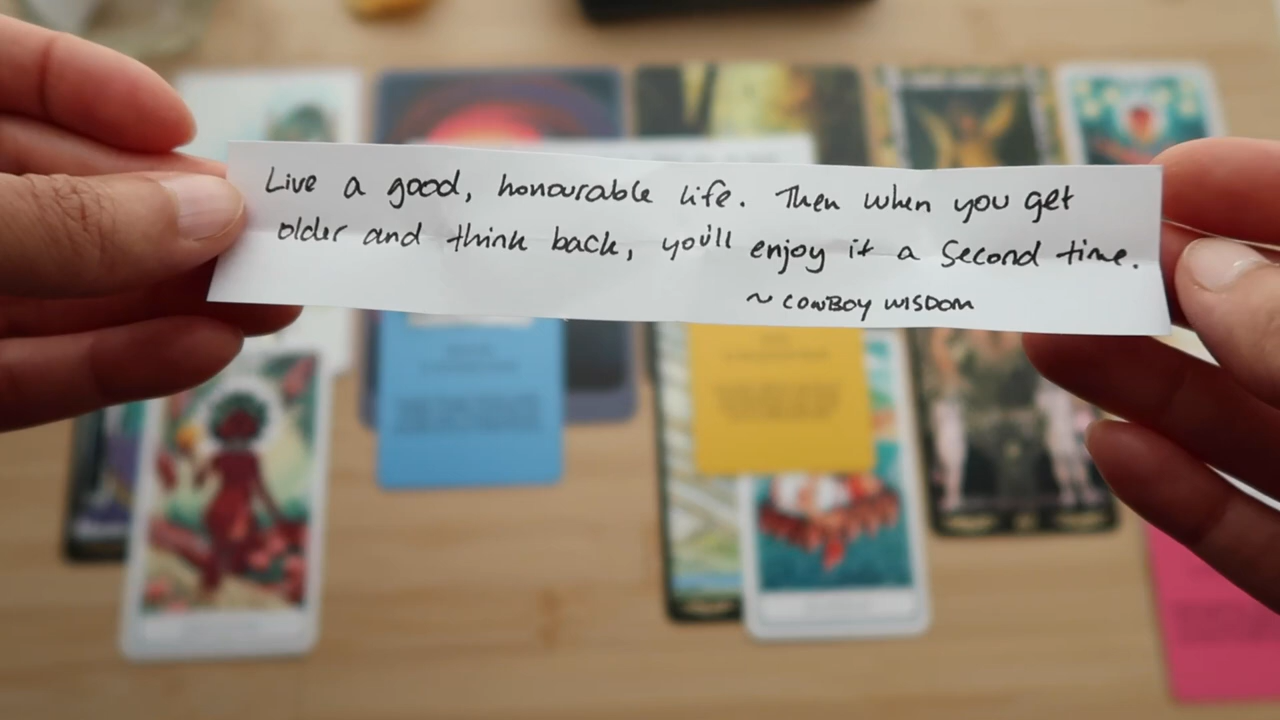 Live a good, honourable life. Then when you get
older and think back, you'll enjoy it a second time.
~ COWBOY WISDOM